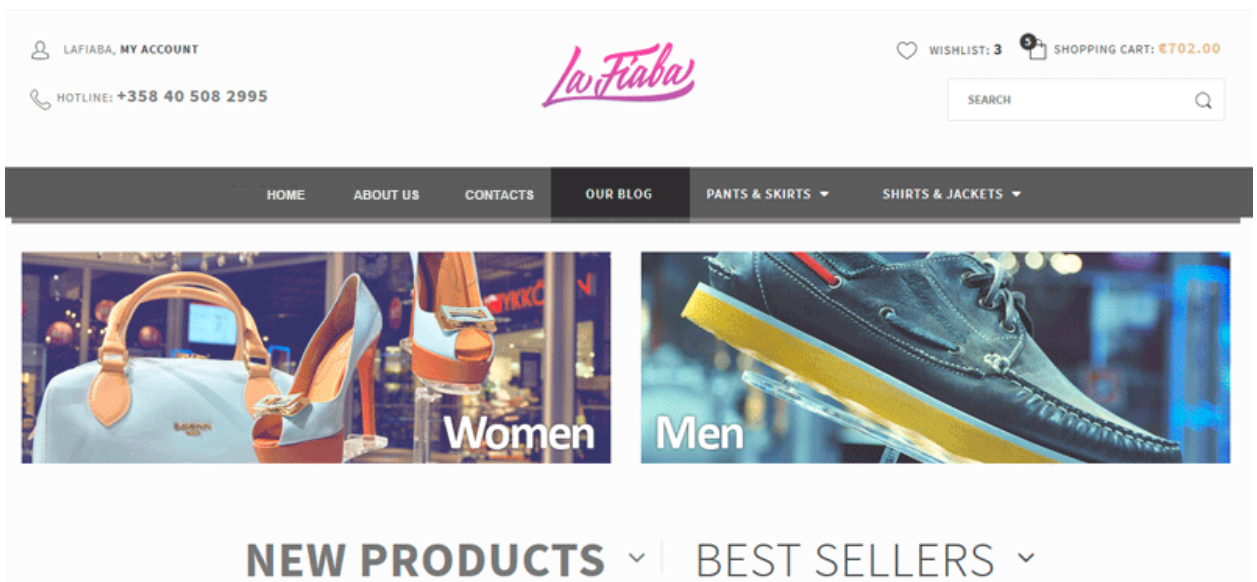 LAFIABA, MY ACCOUNT
La Fiaba
WISHLIST: 3
5
SHOPPING CART: €702.00
HOTLINE: +358 40 508 2995
SEARCH
HOME ABOUT US CONTACTS OUR BLOG PANTS & SKIRTS SHIRTS & JACKETS
Women
Men
NEW PRODUCTS BEST SELLERS